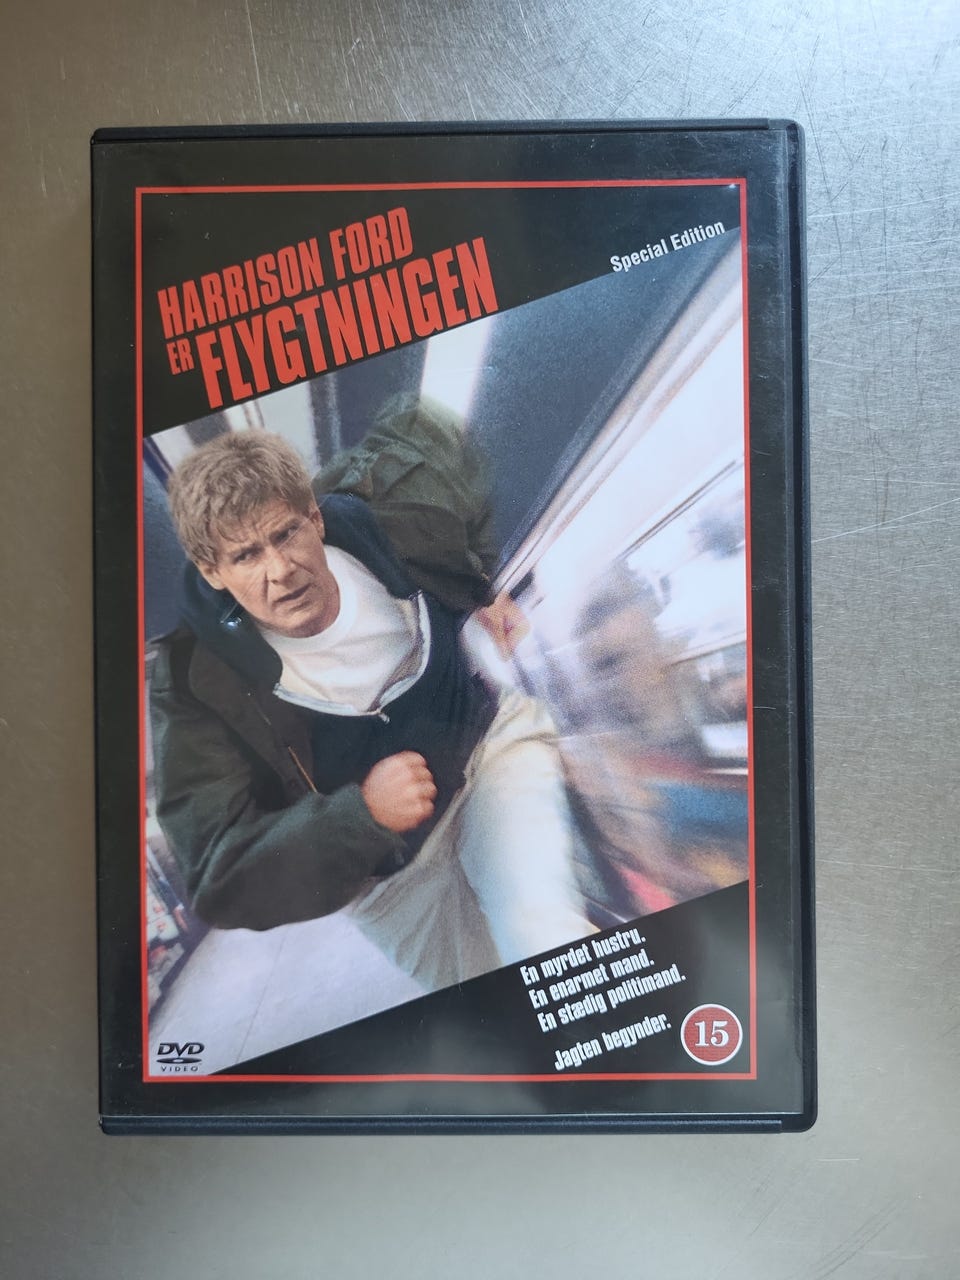 HARRISON FORD
ER FLYGTNINGEN
Special Edition
En myrdet hustru.
En enarmet mand.
En stædig politimand.
Jagten begynder.
15
DVD
VIDEO